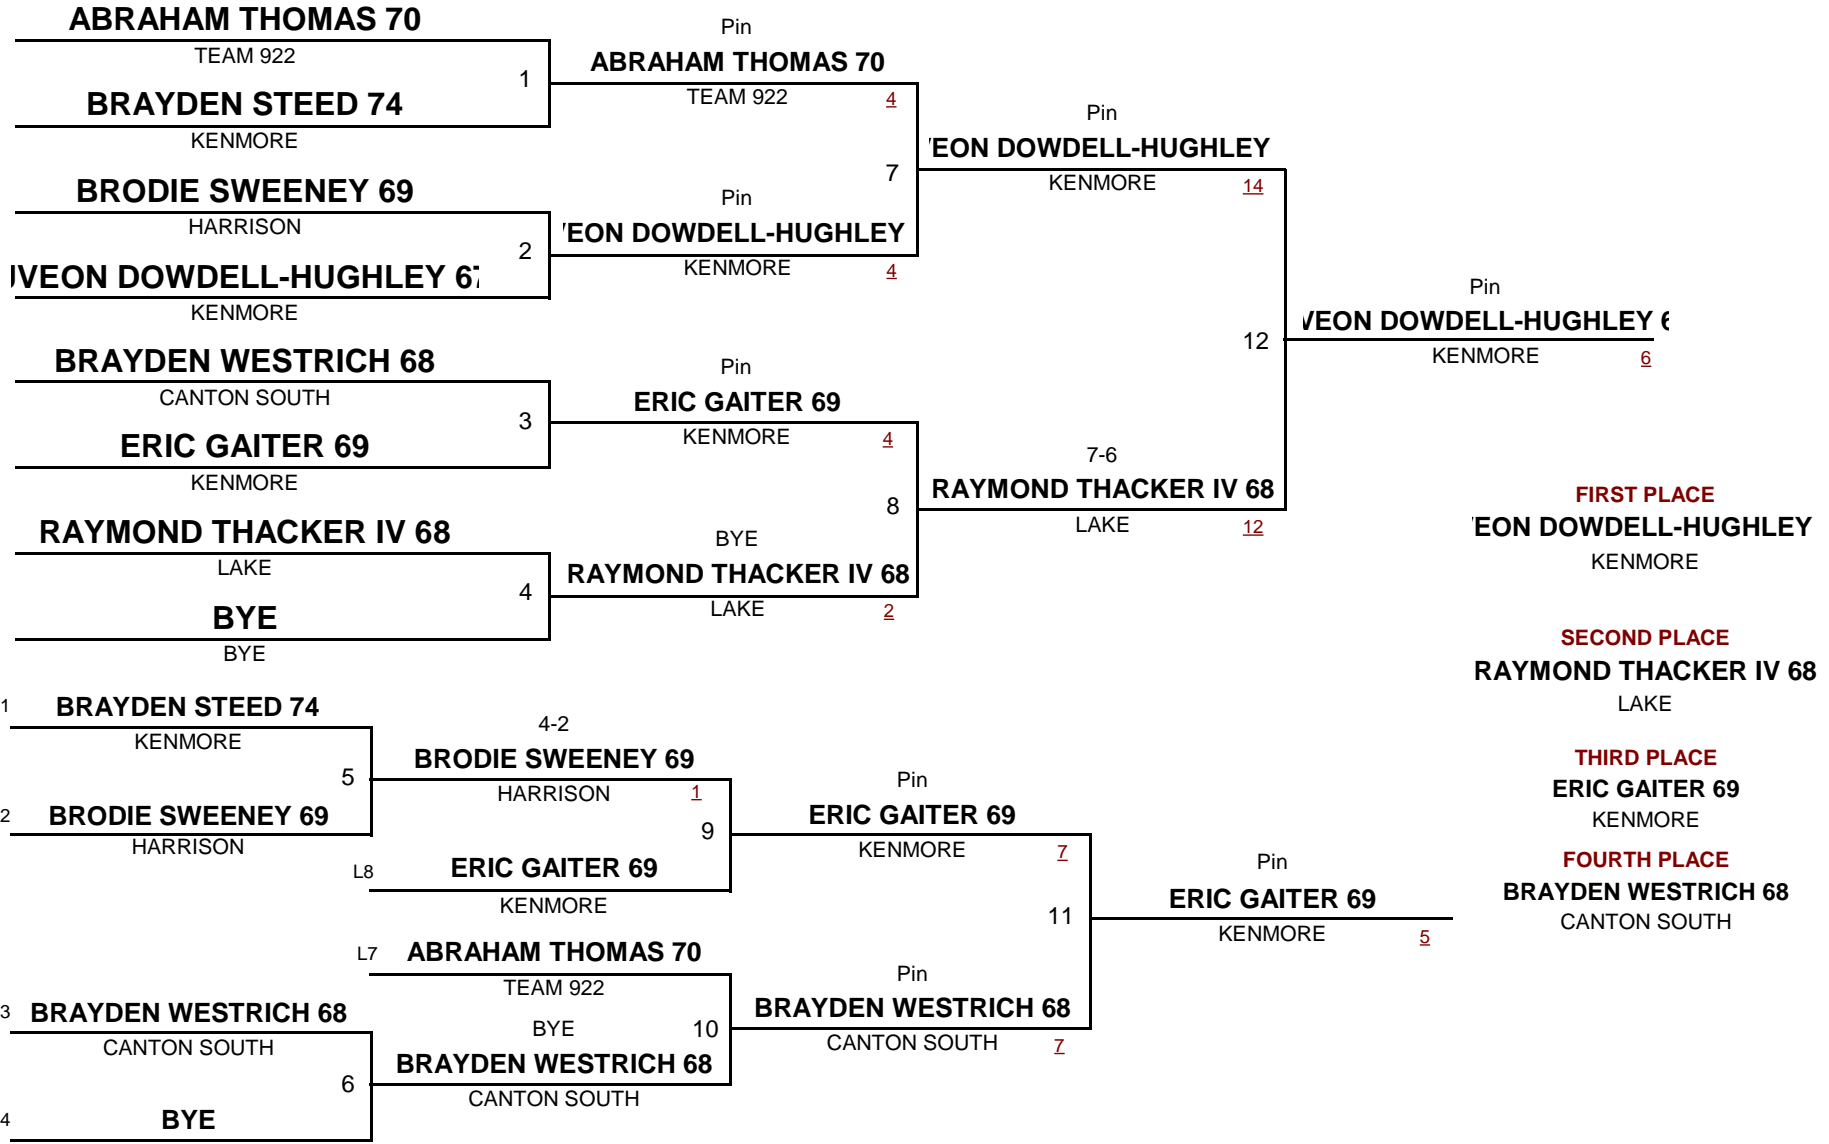 ABRAHAM THOMAS 70
TEAM 922
1
BRAYDEN STEED 74
KENMORE
BRODIE SWEENEY 69
HARRISON
2
VEON DOWDELL-HUGHLEY 67
KENMORE
BRAYDEN WESTRICH 68
CANTON SOUTH
3
ERIC GAITER 69
KENMORE
RAYMOND THACKER IV 68
LAKE
4
BYE
BYE
Pin
ABRAHAM THOMAS 70
TEAM 922 4
7
Pin
EON DOWDELL-HUGHLEY
KENMORE 4
Pin
ERIC GAITER 69
KENMORE 4
8
BYE
RAYMOND THACKER IV 68
LAKE 2
Pin
EON DOWDELL-HUGHLEY
KENMORE 14
12
7-6
RAYMOND THACKER IV 68
LAKE 12
Pin
VEON DOWDELL-HUGHLEY
KENMORE 6
FIRST PLACE
EON DOWDELL-HUGHLEY
KENMORE
SECOND PLACE
RAYMOND THACKER IV 68
LAKE
THIRD PLACE
ERIC GAITER 69
KENMORE
FOURTH PLACE
BRAYDEN WESTRICH 68
CANTON SOUTH
1 BRAYDEN STEED 74
KENMORE
5
2 BRODIE SWEENEY 69
HARRISON
4-2
BRODIE SWEENEY 69
HARRISON 1
9
L8 ERIC GAITER 69
KENMORE
L7 ABRAHAM THOMAS 70
TEAM 922
10
BYE
BRAYDEN WESTRICH 68
CANTON SOUTH
3 BRAYDEN WESTRICH 68
CANTON SOUTH
6
4 BYE
Pin
ERIC GAITER 69
KENMORE 7
11
Pin
BRAYDEN WESTRICH 68
CANTON SOUTH 7
Pin
ERIC GAITER 69
KENMORE 5